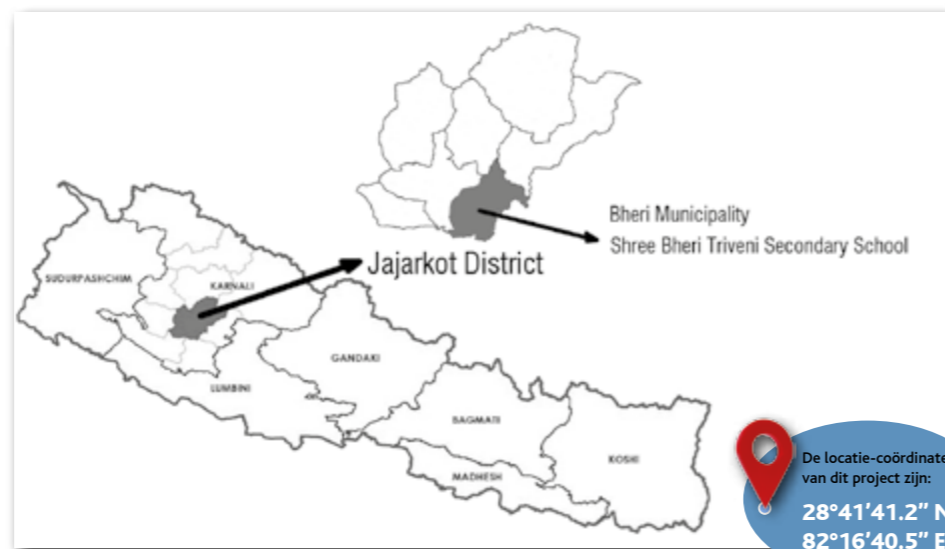 Bheri Municipality
Shree Bheri Triveni Secondary School
Jajarkot District
SUDURPASHCHIM
KARNALI
GANDAKI
LUMBINI
BAGMATI
KOSHI
MADHESH
De locatie-coördinate
van dit project zijn:
28°41'41.2" N
82°16'40.5" E